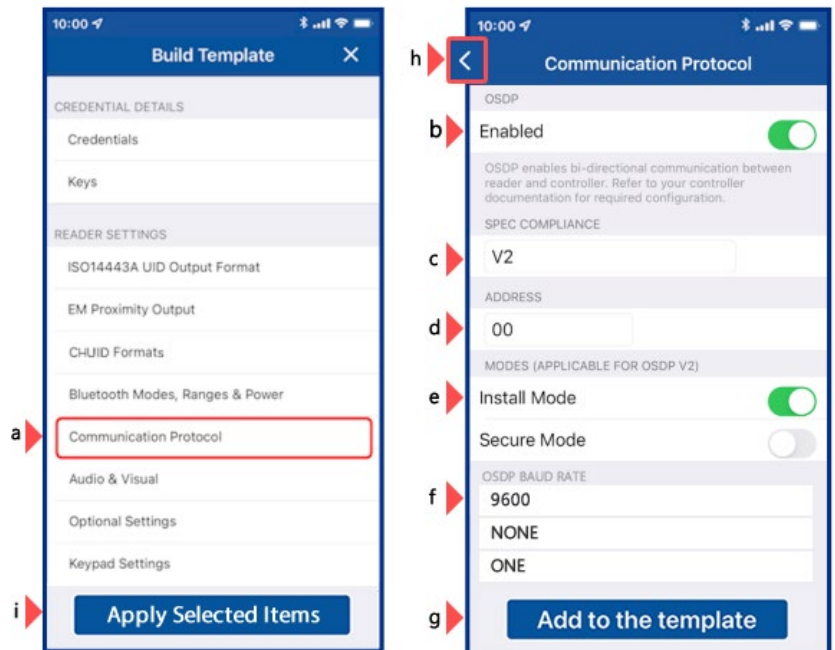 10:00
Build Template
CREDENTIAL DETAILS
Credentials
Keys
READER SETTINGS
ISO14443A UID Output Format
EM Proximity Output
CHUID Formats
Bluetooth Modes, Ranges & Power
a
Communication Protocol
Audio & Visual
Optional Settings
Keypad Settings
i
Apply Selected Items
10:00
h
Communication Protocol
OSDP
b
Enabled
OSDP enables bi-directional communication between
reader and controller. Refer to your controller
documentation for required configuration.
SPEC COMPLIANCE
c
V2
ADDRESS
d
00
MODES (APPLICABLE FOR OSDP V2)
e
Install Mode
Secure Mode
OSDP BAUD RATE
f
9600
NONE
ONE
g
Add to the template